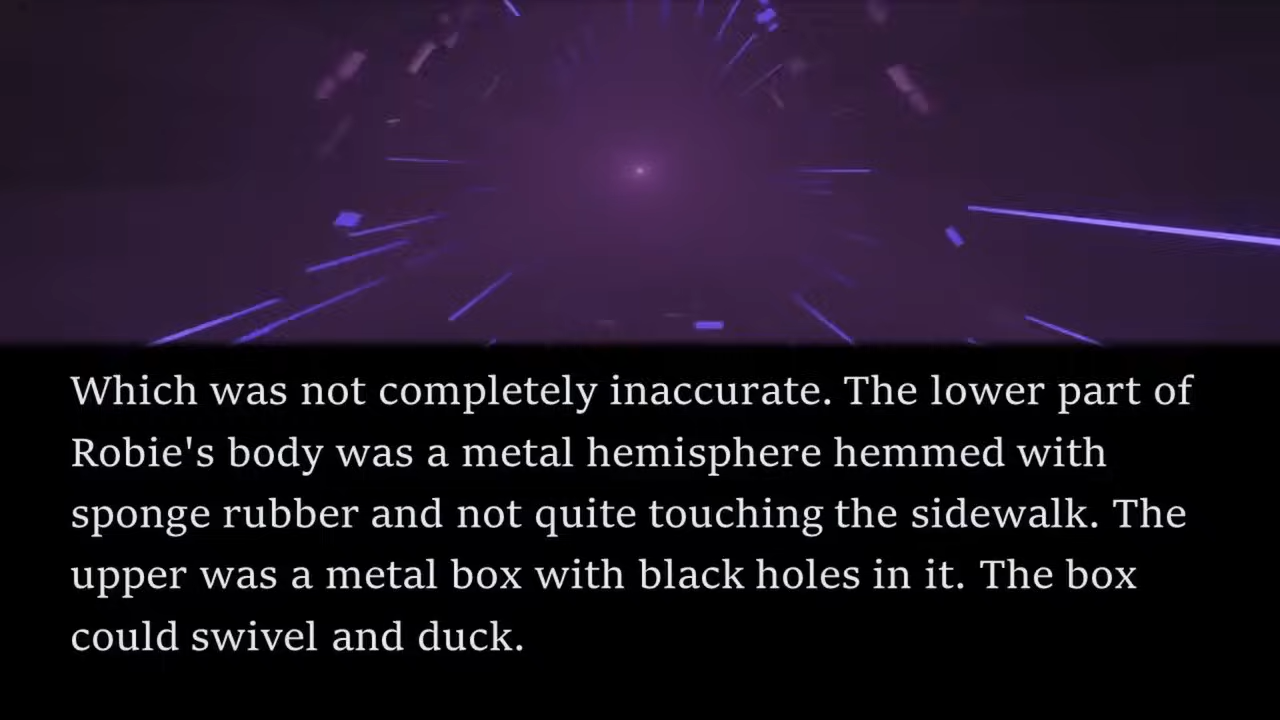 Which was not completely inaccurate. The lower part of
Robie's body was a metal hemisphere hemmed with
sponge rubber and not quite touching the sidewalk. The
upper was a metal box with black holes in it. The box
could swivel and duck.